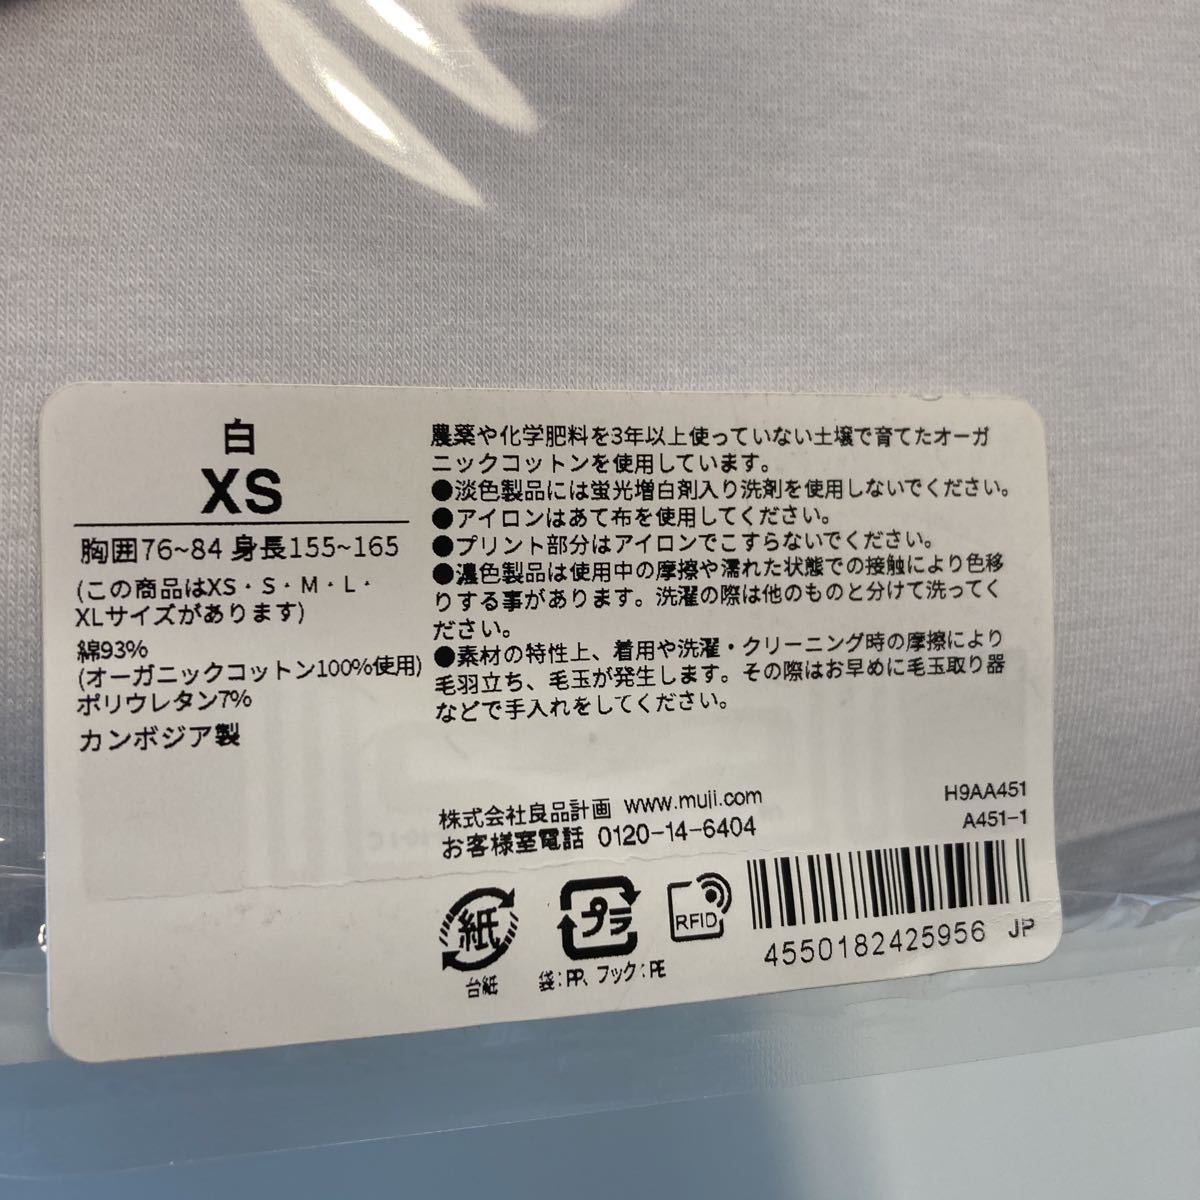 白
XS
胸囲76~84 身長155~165
(この商品はXS・S・M・L・
XLサイズがあります)
綿93%
(オーガニックコットン100%使用)
ポリウレタン7%
カンボジア製
農薬や化学肥料を3年以上使っていない土壌で育てたオーガ
ニックコットンを使用しています。
●淡色製品には蛍光増白剤入り洗剤を使用しないでください。
●アイロンはあて布を使用してください。
●プリント部分はアイロンでこすらないでください。
●濃色製品は使用中の摩擦や濡れた状態での接触により色移
りする事があります。洗濯の際は他のものと分けて洗ってく
ださい。
●素材の特性上、着用や洗濯・クリーニング時の摩擦により
毛羽立ち、毛玉が発生します。その際はお早めに毛玉取り器
などで手入れをしてください。
株式会社良品計画 www.muji.com
お客様室電話 0120-14-6404
H9AA451
A451-1
紙
台紙
プラ
袋:PP、フック:PE
RFID
4550182425956 JP